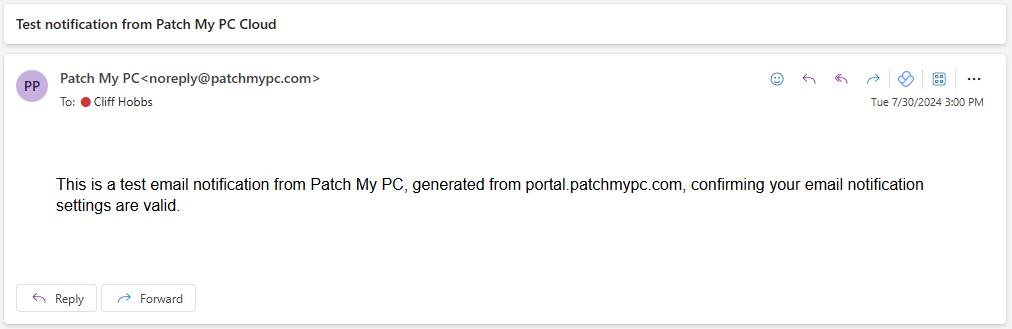 Test notification from Patch My PC Cloud
PP
Patch My PC<noreply@patchmypc.com>
To: Cliff Hobbs
Tue 7/30/2024 3:00 PM
This is a test email notification from Patch My PC, generated from portal.patchmypc.com, confirming your email notification
settings are valid.
Reply Forward